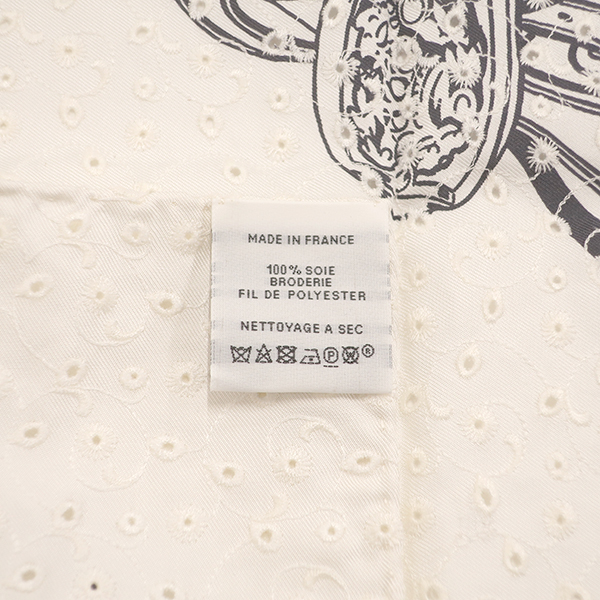 MADE IN FRANCE
100% SOIE
BRODERIE
FIL DE POLYESTER
NETTOYAGE A SEC
P W ®